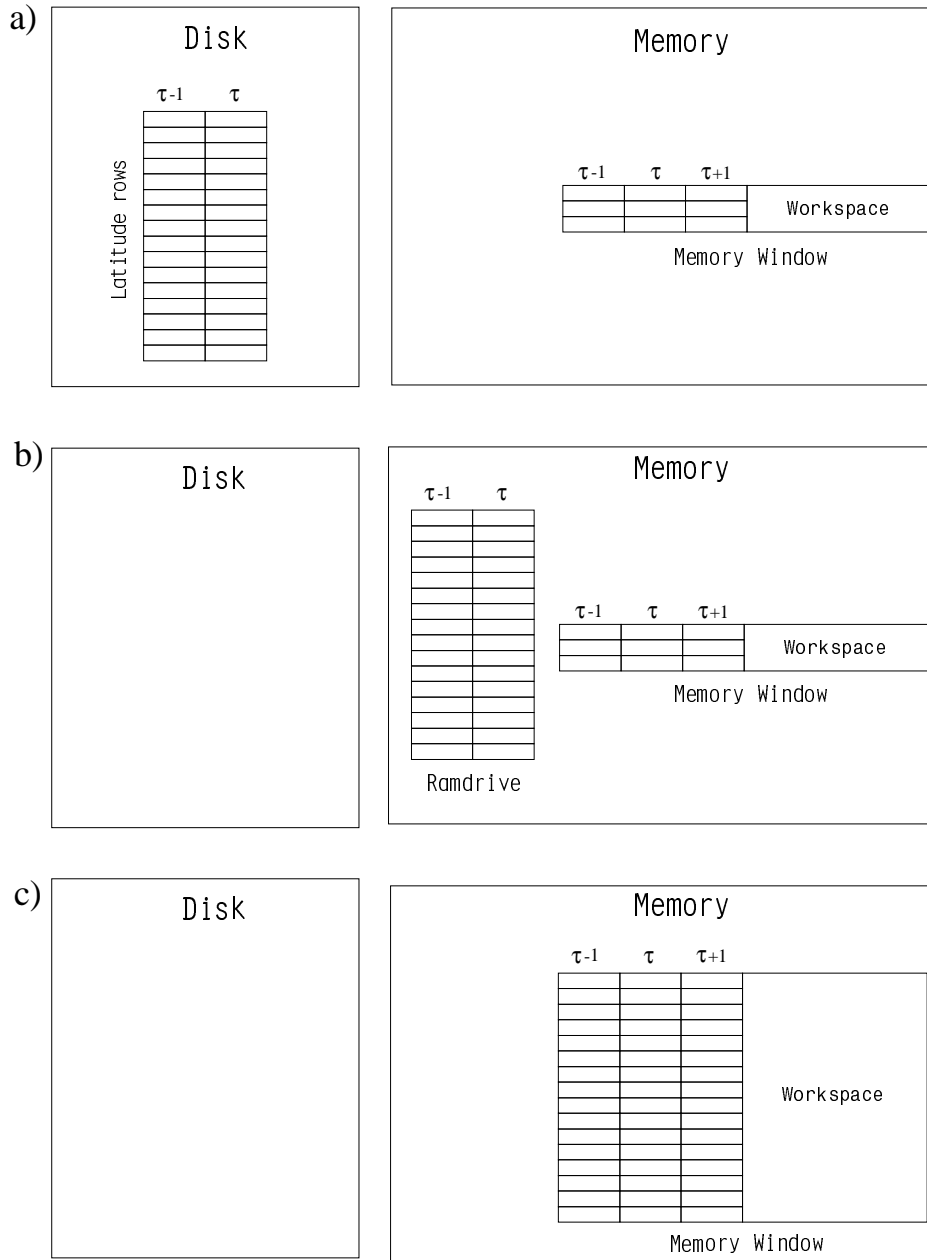 a)
Disk
τ-1 τ
Latitude rows
Memory
τ-1 τ τ+1
Workspace
Memory Window
b)
Disk
Memory
τ-1 τ
Ramdrive
τ-1 τ τ+1
Workspace
Memory Window
c)
Disk
Memory
τ-1 τ τ+1
Workspace
Memory Window